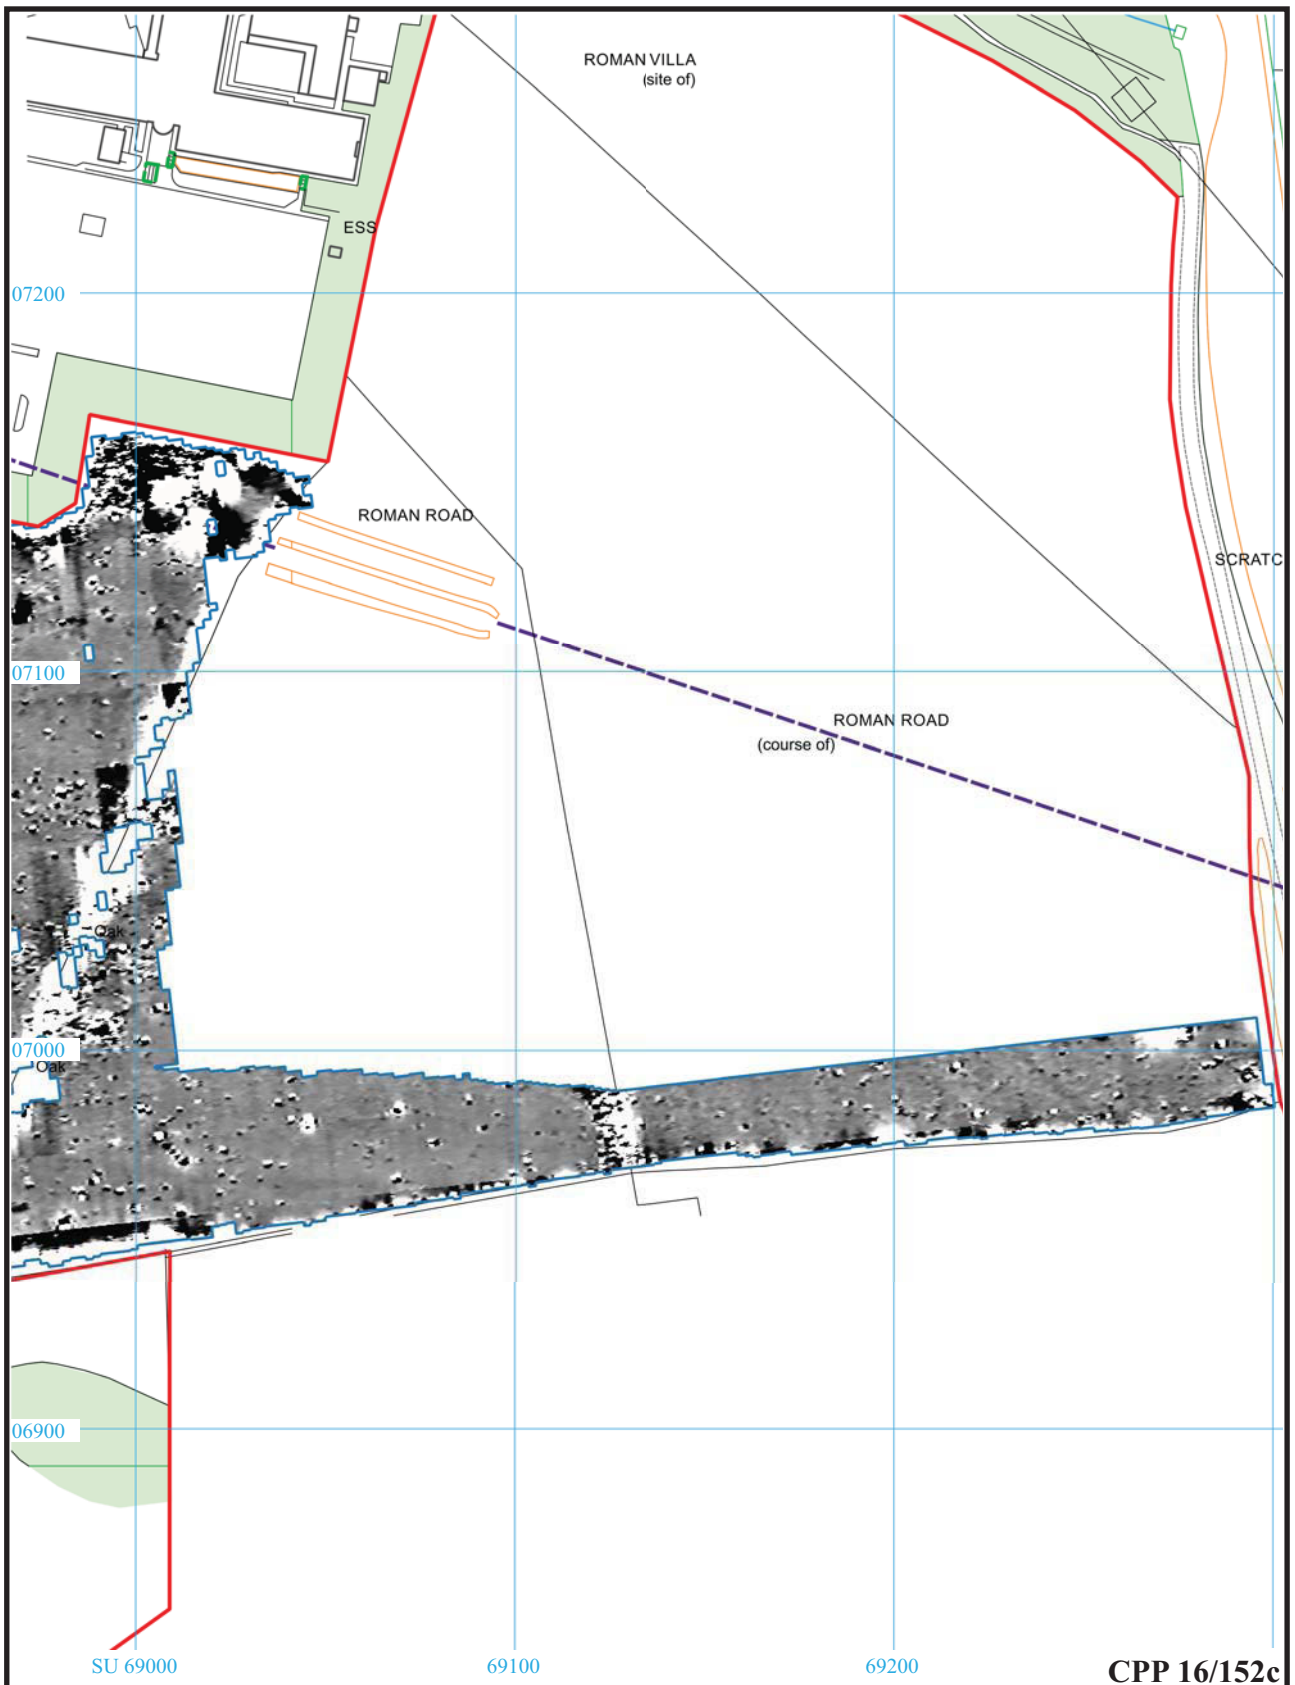 ROMAN VILLA
(site of)
ESS
07200
ROMAN ROAD
SCRATC
07100
ROMAN ROAD
(course of)
Oak
07000
Oak
06900
SU 69000
69100
69200
CPP 16/152c